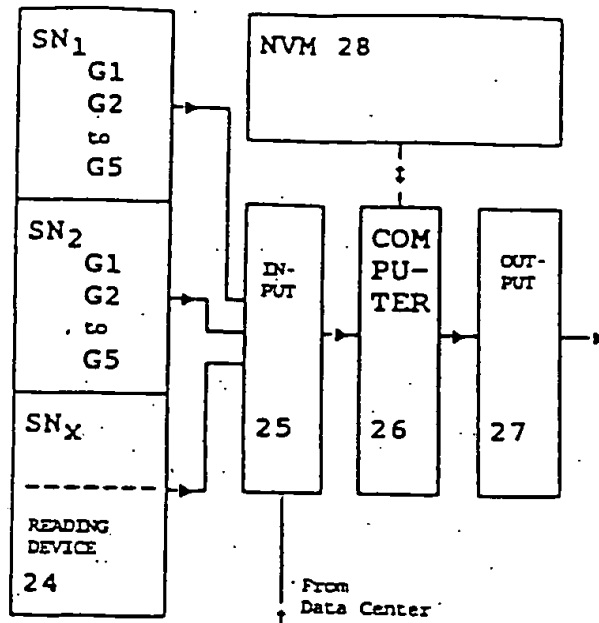 SN1
G1
G2
to
G5
SN2
G1
G2
to
G5
SNX
READING
DEVICE
24
NVM 28
IN-
PUT
25
COM
PU-
TER
26
OUT-
PUT
27
From
Data Center